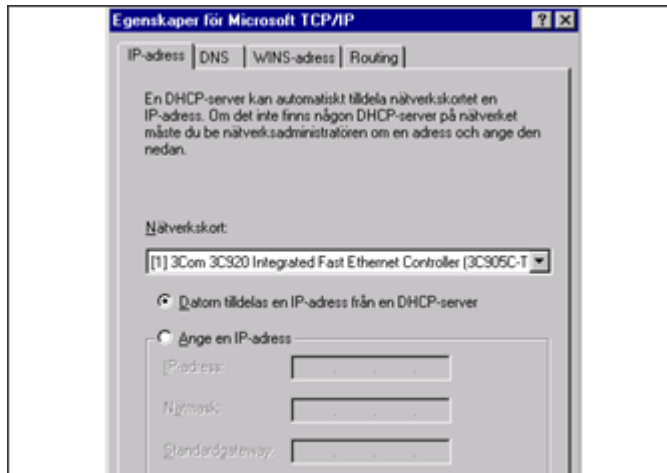 Egenskaper för Microsoft TCP/IP
IP-adress DNS WINS-adress Routing
En DHCP-server kan automatiskt tilldela nätverkskortet en
IP-adress. Om det inte finns någon DHCP-server på nätverket
måste du be nätverksadministratören om en adress och ange den
nedan.
Nätverkskort:
[1] 3Com 3C920 Integrated Fast Ethernet Controller (3C905C-T
Datorn tilldelas en IP-adress från en DHCP-server
Ange en IP-adress
IP-adress:
Nätmask:
Standardgateway: